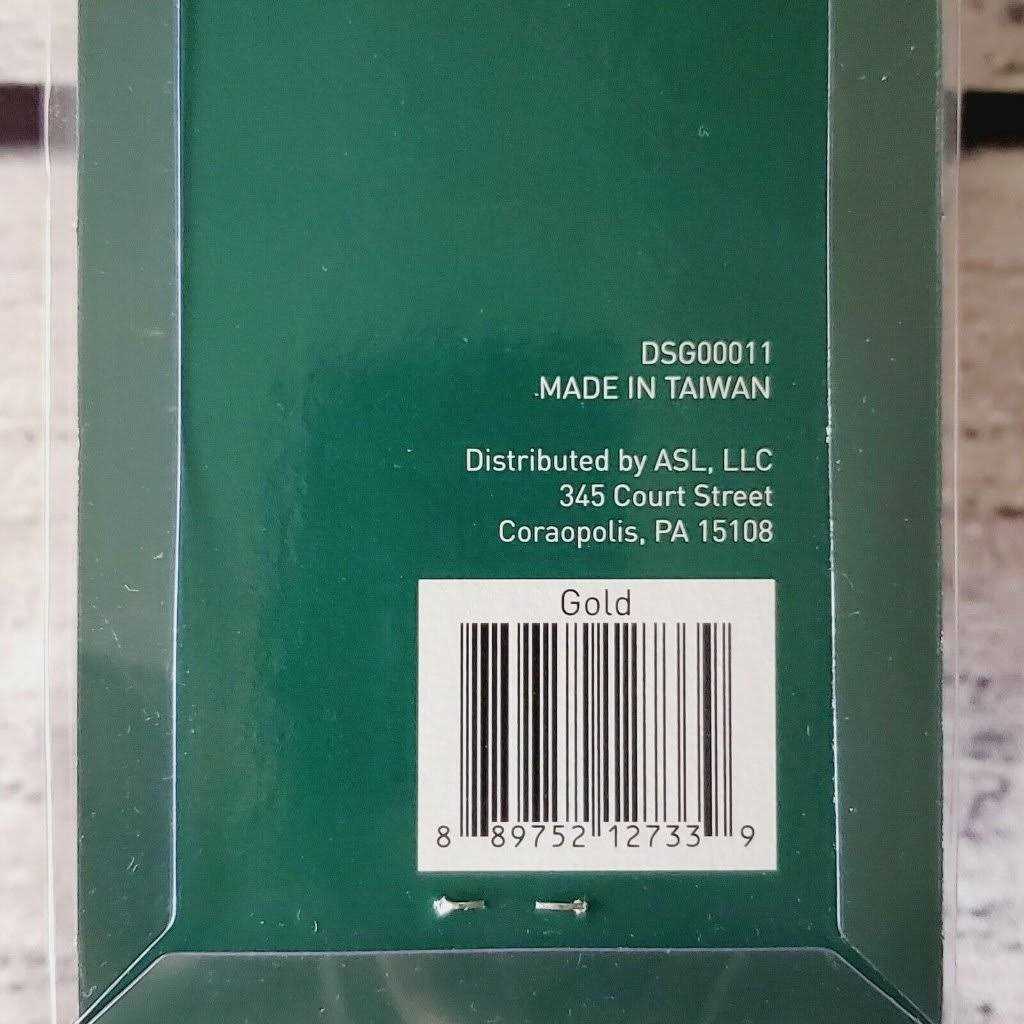 DSG00011
MADE IN TAIWAN
Distributed by ASL, LLC
345 Court Street
Coraopolis, PA 15108
Gold
8 89752 12733 9